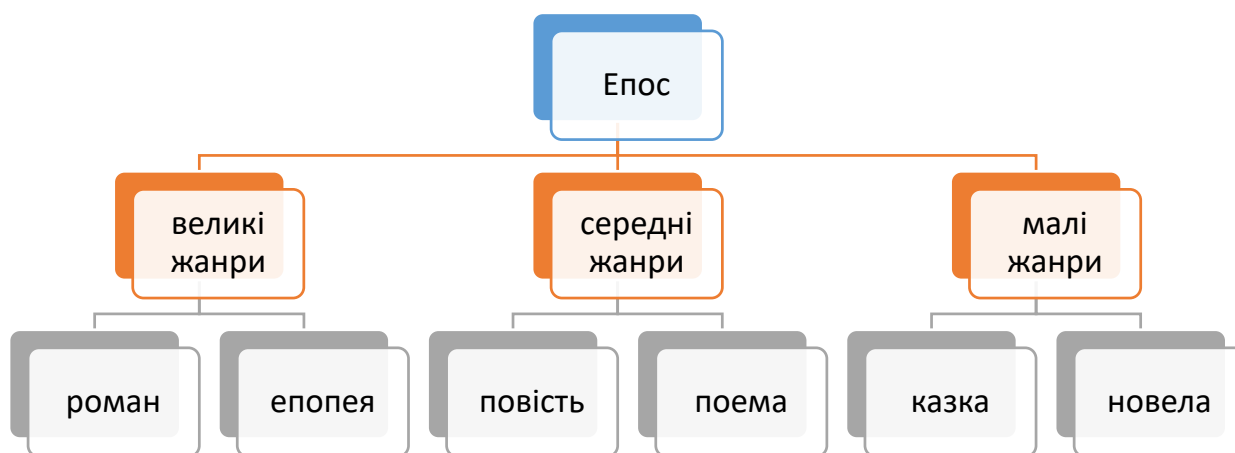 Епос
великі
жанри
середні
жанри
малі
жанри
роман
епопея
повість
поема
казка
новела